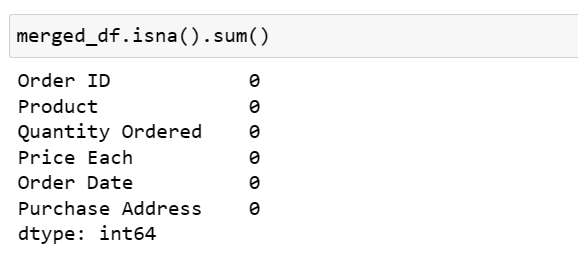 merged_df.isna().sum()
Order ID 0
Product 0
Quantity Ordered 0
Price Each 0
Order Date 0
Purchase Address 0
dtype: int64